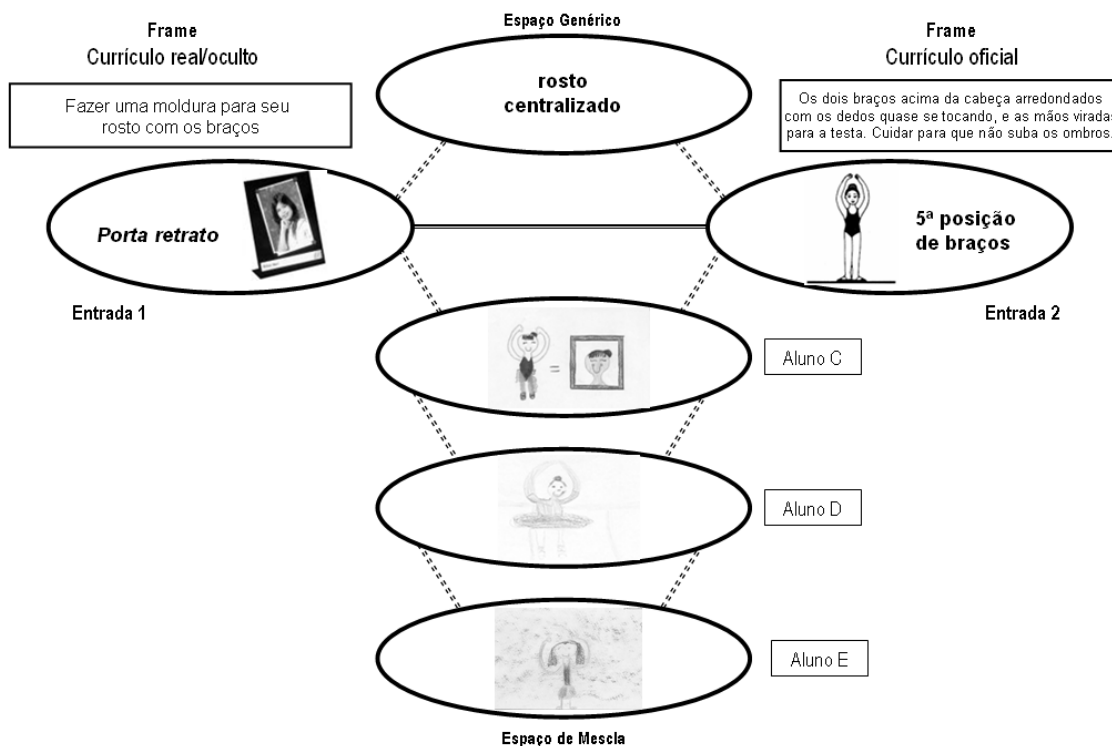 Espaço Genérico
Frame
Currículo real/oculto
Frame
Currículo oficial
Fazer uma moldura para seu
rosto com os braços
rosto
centralizado
Os dois braços acima da cabeça arredondados
com os dedos quase se tocando, e as mãos viradas
para a testa. Cuidar para que não suba os ombros.
Porta retrato
5ª posição
de braços
Entrada 1
Entrada 2
=
Aluno C
Aluno D
Aluno E
Espaço de Mescla